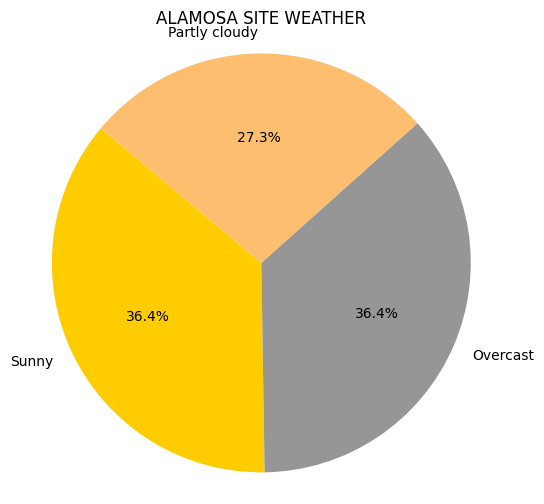 ALAMOSA SITE WEATHER
Partly cloudy
27.3%
36.4%
36.4%
Sunny
Overcast